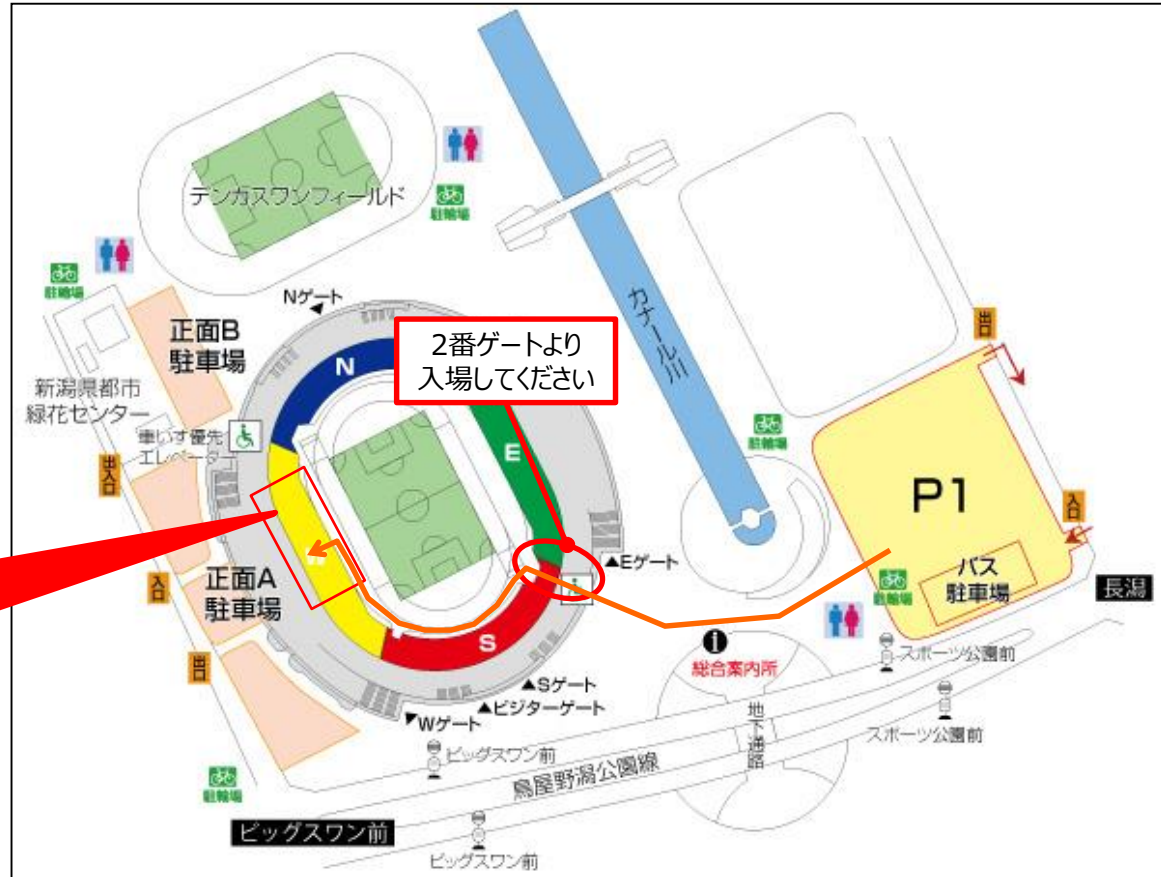 テンガスワンフィールド
駐輪場
駐輪場
Nゲート
正面B
駐車場
2番ゲートより
入場してください
カナール川
出口
N
新潟県都市
緑花センター
車いす優先
エレベーター
駐輪場
E
出入口
P1
入口
▲Eゲート
バス
駐車場
正面A
駐車場
入口
駐輪場
長潟
S
i
総合案内所
スポーツ公園前
出口
▲Sゲート
▲ビジターゲート
▼Wゲート
地下通路
スポーツ公園前
ビッグスワン前
鳥屋野潟公園線
駐輪場
ビッグスワン前
ビッグスワン前